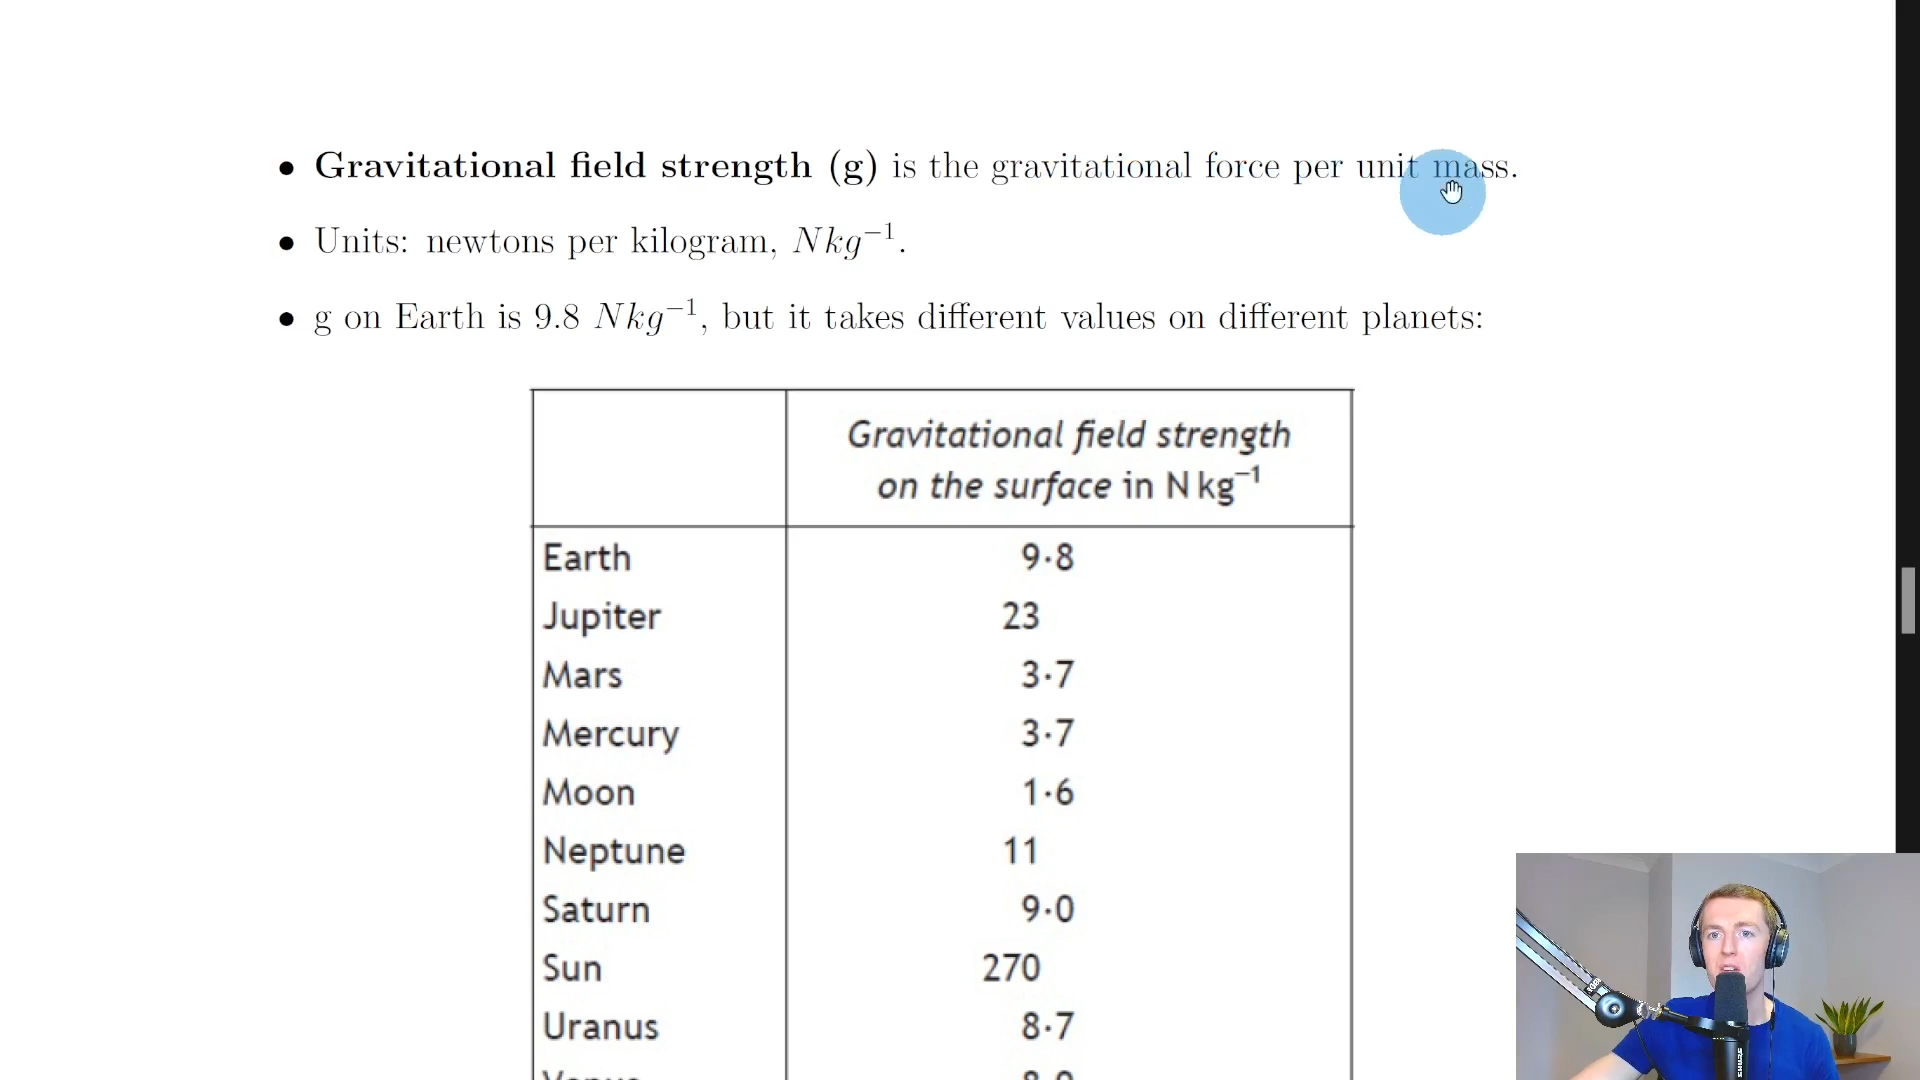 • Gravitational field strength (g) is the gravitational force per unit mass.
• Units: newtons per kilogram, Nkg⁻¹.
• g on Earth is 9.8 Nkg⁻¹, but it takes different values on different planets:
Gravitational field strength
on the surface in N kg⁻¹
Earth 9·8
Jupiter 23
Mars 3·7
Mercury 3·7
Moon 1·6
Neptune 11
Saturn 9·0
Sun 270
Uranus 8·7